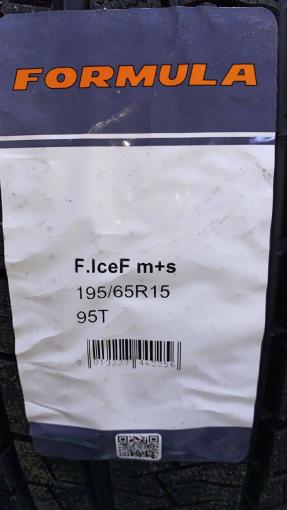 FORMULA
F.IceF m+s
195/65R15
95T